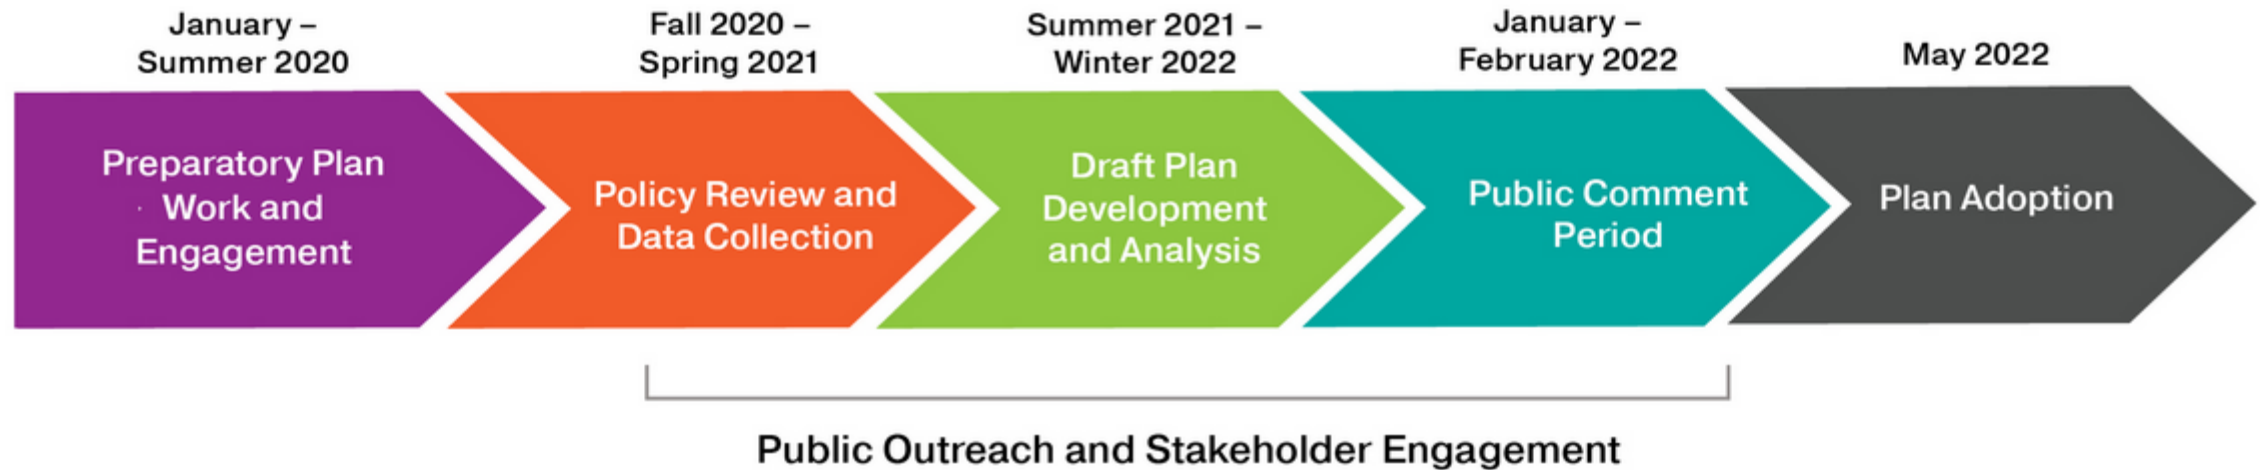 January –
Summer 2020
Fall 2020 –
Spring 2021
Summer 2021 –
Winter 2022
January –
February 2022
May 2022
Preparatory Plan
· Work and
Engagement
Policy Review and
Data Collection
Draft Plan
Development
and Analysis
Public Comment
Period
Plan Adoption
Public Outreach and Stakeholder Engagement